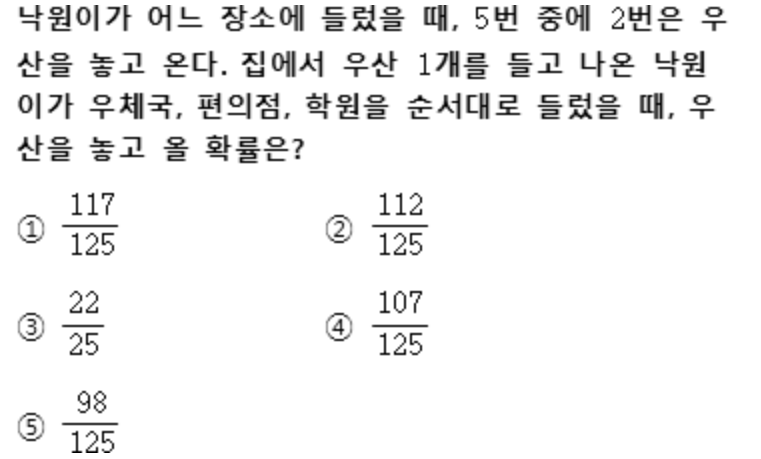 낙원이가 어느 장소에 들렀을 때, 5번 중에 2번은 우
산을 놓고 온다. 집에서 우산 1개를 들고 나온 낙원
이가 우체국, 편의점, 학원을 순서대로 들렀을 때, 우
산을 놓고 올 확률은?
① 117/125 ② 112/125
③ 22/25 ④ 107/125
⑤ 98/125